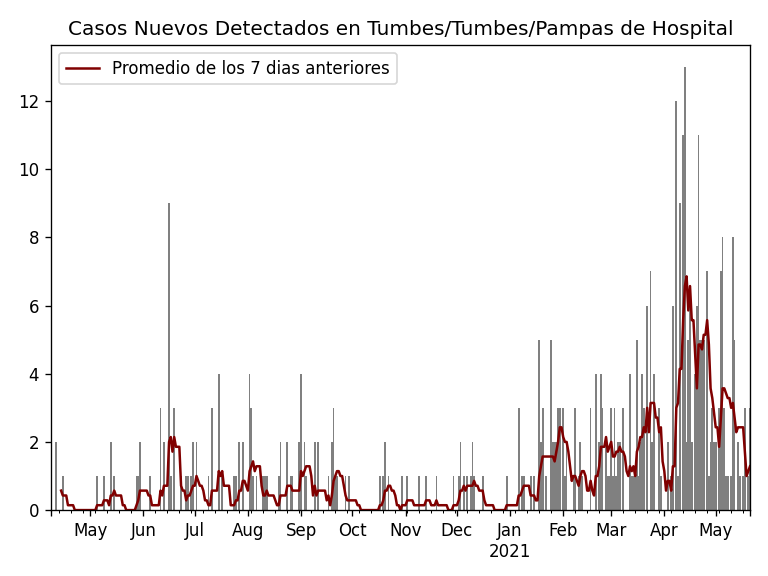 Casos Nuevos Detectados en Tumbes/Tumbes/Pampas de Hospital
Promedio de los 7 dias anteriores
12
10
8
6
4
2
0
May Jun Jul Aug Sep Oct Nov Dec Jan Feb Mar Apr May
2021